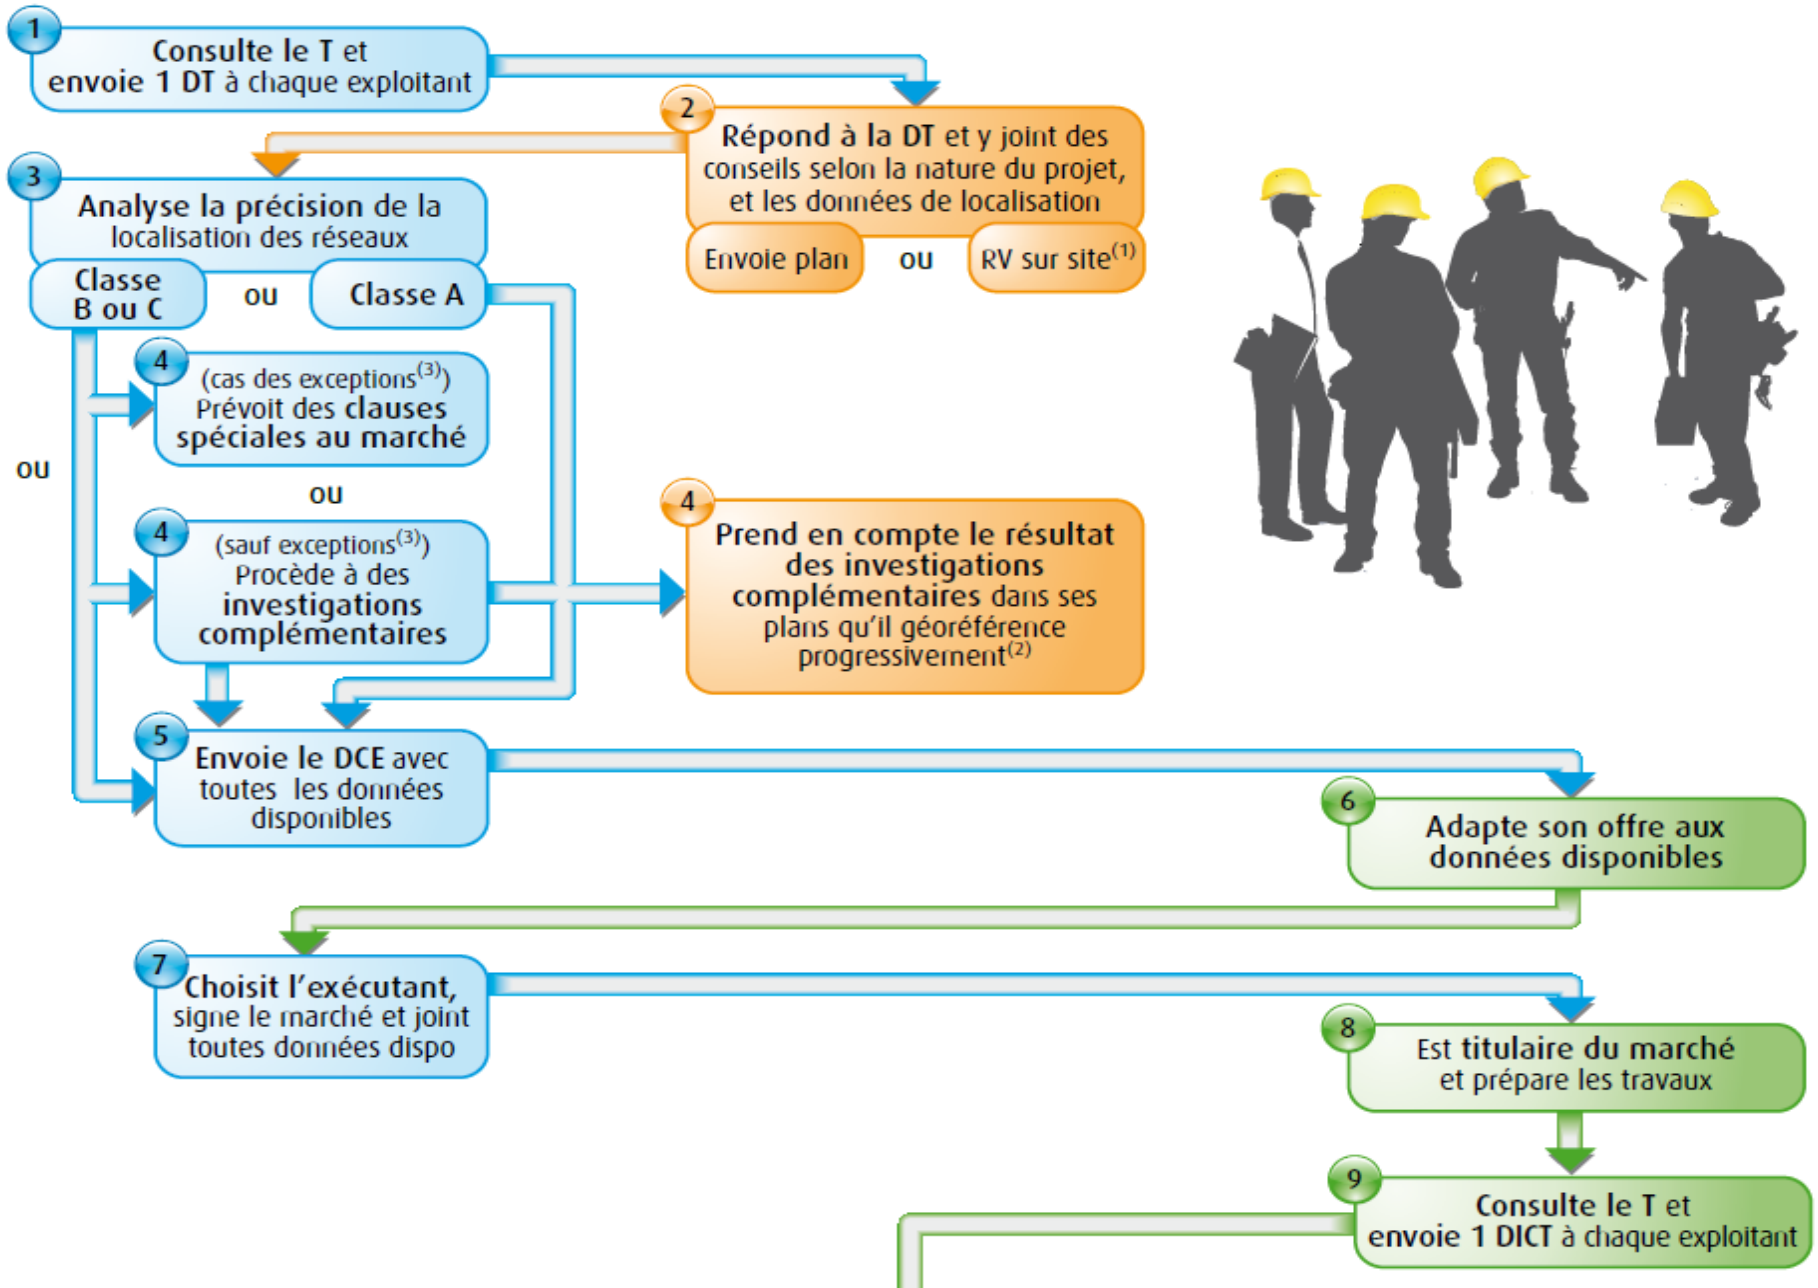 1
Consulte le T et
envoie 1 DT à chaque exploitant
2
Répond à la DT et y joint des
conseils selon la nature du projet,
et les données de localisation
Envoie plan
ou
RV sur site(1)
3
Analyse la précision de la
localisation des réseaux
Classe
B ou C
ou
Classe A
4
(cas des exceptions(3))
Prévoit des clauses
spéciales au marché
ou
ou
4
(sauf exceptions(3))
Procède à des
investigations
complémentaires
4
Prend en compte le résultat
des investigations
complémentaires dans ses
plans qu'il géoréférence
progressivement(2)
5
Envoie le DCE avec
toutes les données
disponibles
6
Adapte son offre aux
données disponibles
7
Choisit l'exécutant,
signe le marché et joint
toutes données dispo
8
Est titulaire du marché
et prépare les travaux
9
Consulte le T et
envoie 1 DICT à chaque exploitant